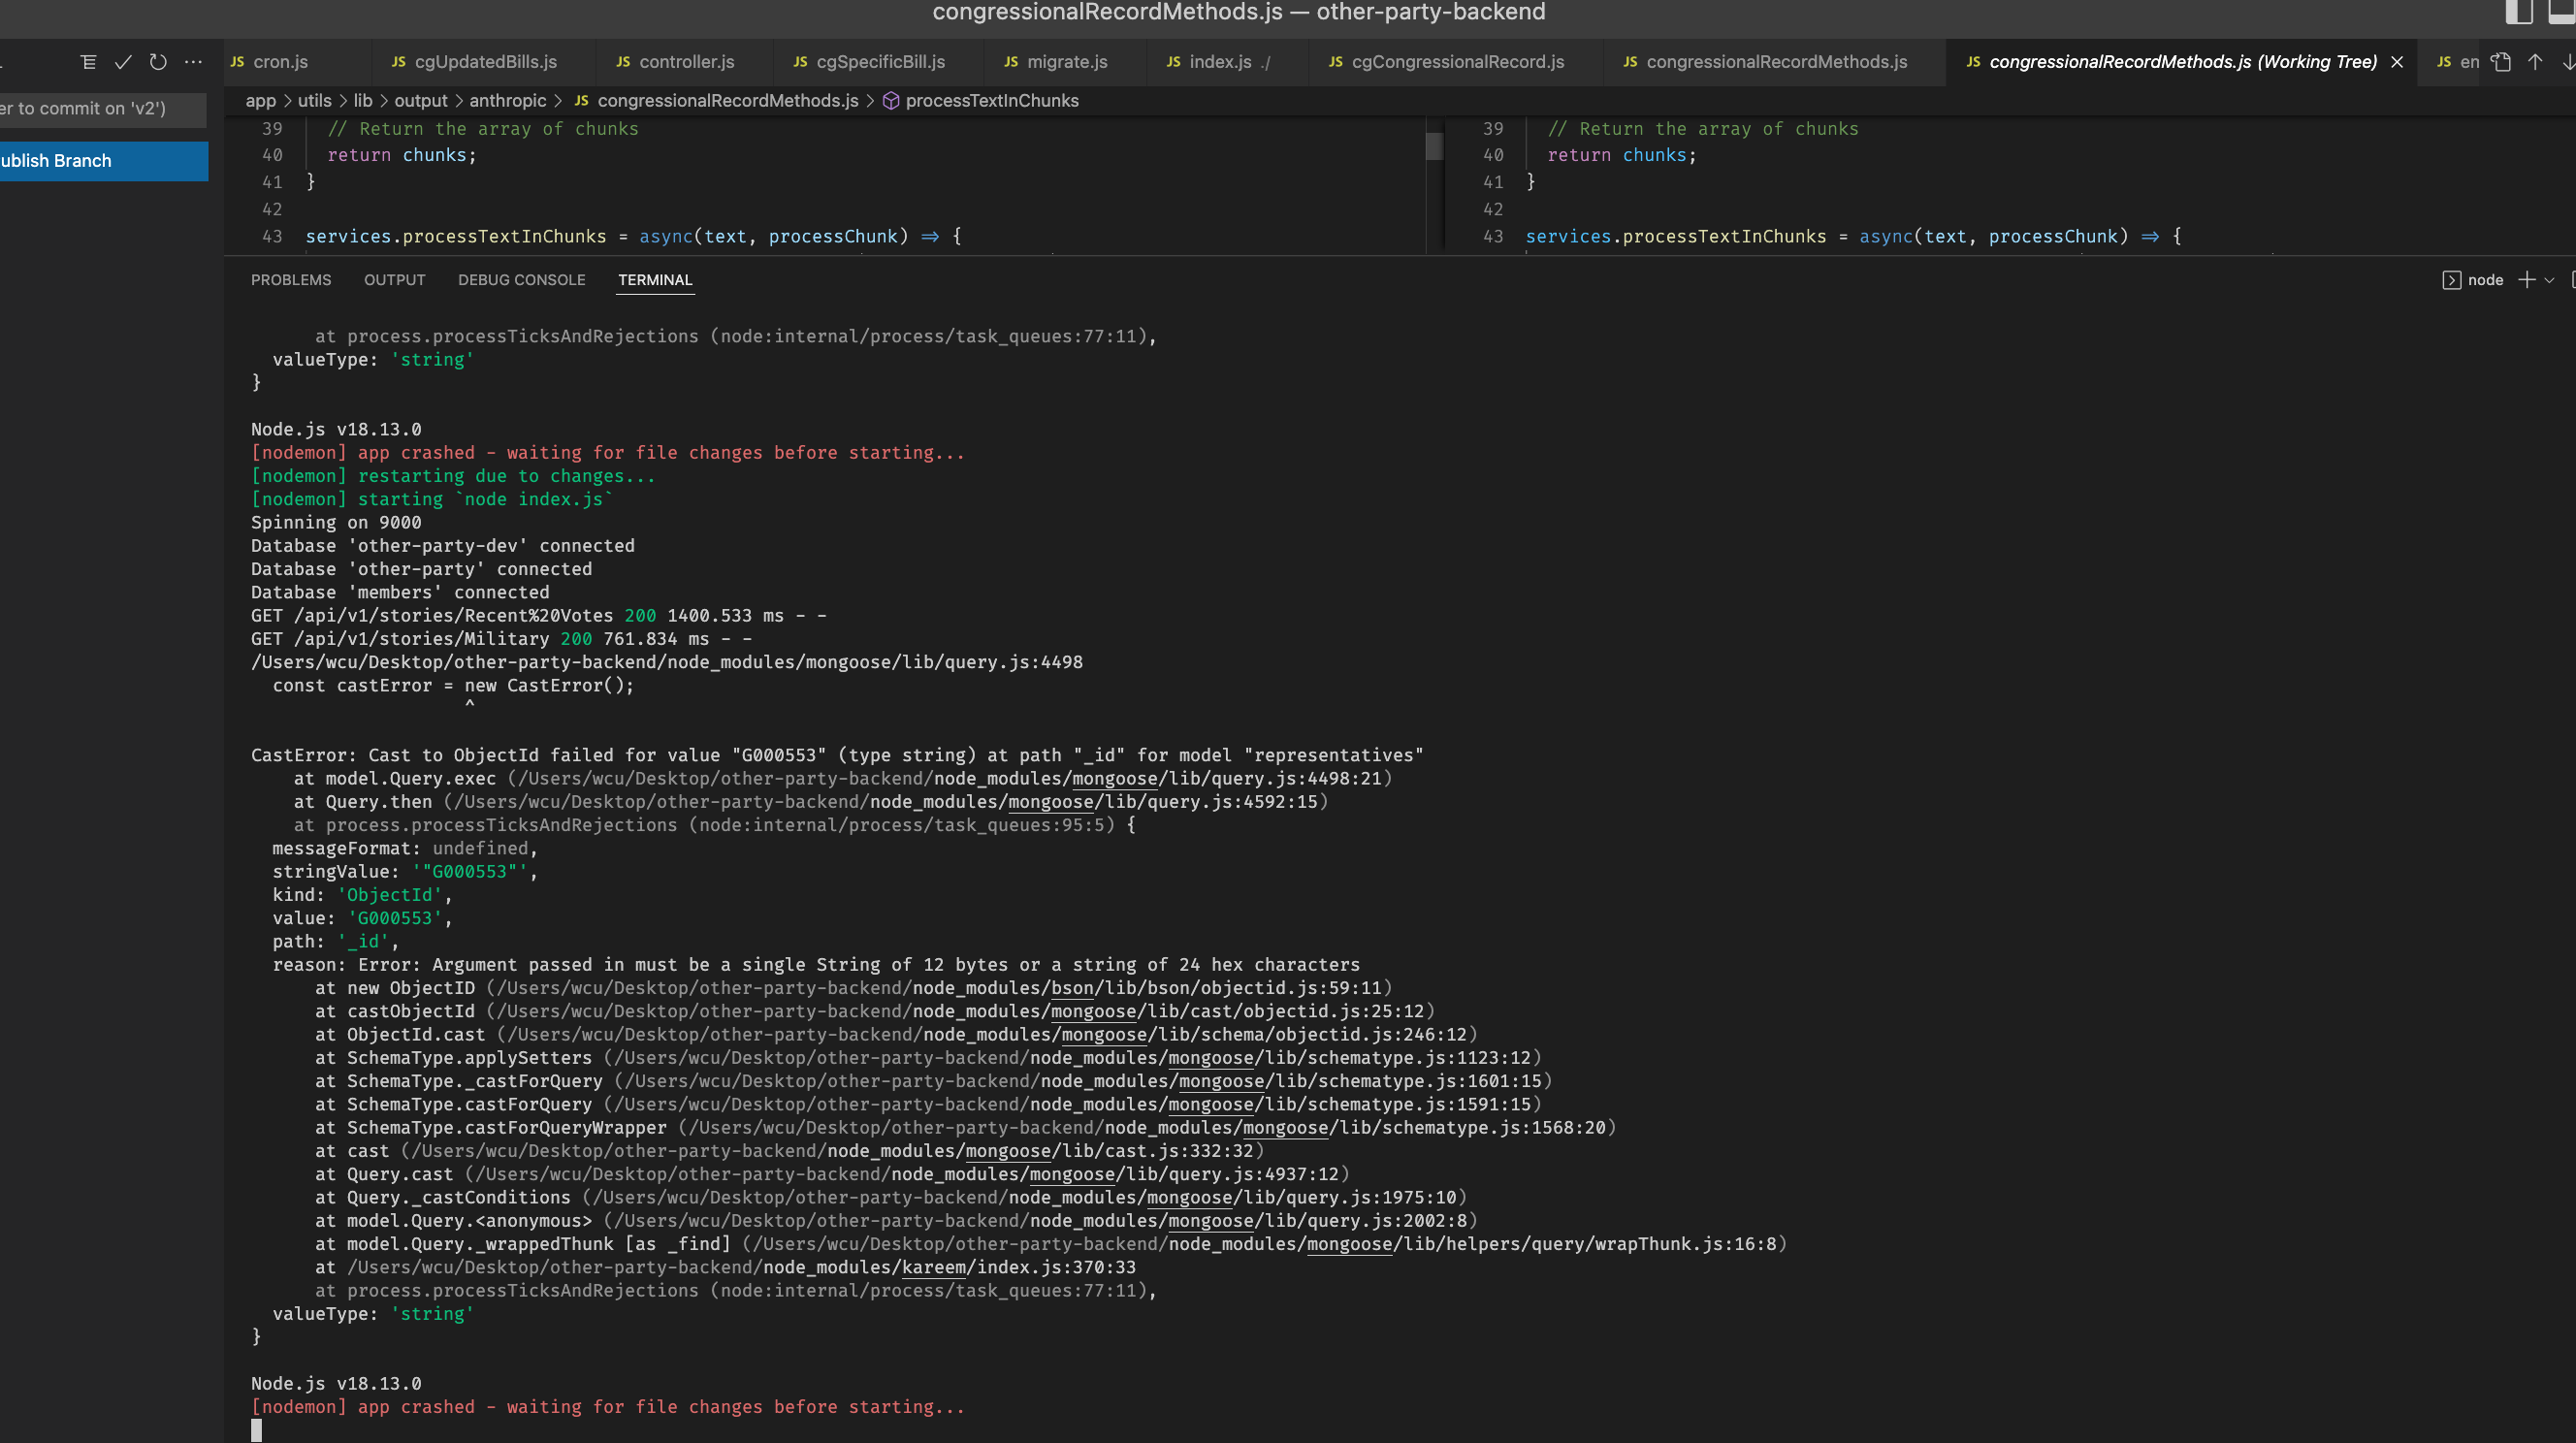 congressionalRecordMethods.js — other-party-backend
JS cron.js JS cgUpdatedBills.js JS controller.js JS cgSpecificBill.js JS migrate.js JS index.js ./ JS cgCongressionalRecord.js JS congressionalRecordMethods.js JS congressionalRecordMethods.js (Working Tree) JS en
er to commit on 'v2')
ublish Branch
app > utils > lib > output > anthropic > JS congressionalRecordMethods.js > processTextInChunks
39 // Return the array of chunks
40 return chunks;
41 }
42
43 services.processTextInChunks = async(text, processChunk) => {
39 // Return the array of chunks
40 return chunks;
41 }
42
43 services.processTextInChunks = async(text, processChunk) => {
PROBLEMS OUTPUT DEBUG CONSOLE TERMINAL node
at process.processTicksAndRejections (node:internal/process/task_queues:77:11),
valueType: 'string'
}
Node.js v18.13.0
[nodemon] app crashed - waiting for file changes before starting...
[nodemon] restarting due to changes...
[nodemon] starting `node index.js`
Spinning on 9000
Database 'other-party-dev' connected
Database 'other-party' connected
Database 'members' connected
GET /api/v1/stories/Recent%20Votes 200 1400.533 ms - -
GET /api/v1/stories/Military 200 761.834 ms - -
/Users/wcu/Desktop/other-party-backend/node_modules/mongoose/lib/query.js:4498
const castError = new CastError();
^
CastError: Cast to ObjectId failed for value "G000553" (type string) at path "_id" for model "representatives"
at model.Query.exec (/Users/wcu/Desktop/other-party-backend/node_modules/mongoose/lib/query.js:4498:21)
at Query.then (/Users/wcu/Desktop/other-party-backend/node_modules/mongoose/lib/query.js:4592:15)
at process.processTicksAndRejections (node:internal/process/task_queues:95:5) {
messageFormat: undefined,
stringValue: '"G000553"',
kind: 'ObjectId',
value: 'G000553',
path: '_id',
reason: Error: Argument passed in must be a single String of 12 bytes or a string of 24 hex characters
at new ObjectID (/Users/wcu/Desktop/other-party-backend/node_modules/bson/lib/bson/objectid.js:59:11)
at castObjectId (/Users/wcu/Desktop/other-party-backend/node_modules/mongoose/lib/cast/objectid.js:25:12)
at ObjectId.cast (/Users/wcu/Desktop/other-party-backend/node_modules/mongoose/lib/schema/objectid.js:246:12)
at SchemaType.applySetters (/Users/wcu/Desktop/other-party-backend/node_modules/mongoose/lib/schematype.js:1123:12)
at SchemaType._castForQuery (/Users/wcu/Desktop/other-party-backend/node_modules/mongoose/lib/schematype.js:1601:15)
at SchemaType.castForQuery (/Users/wcu/Desktop/other-party-backend/node_modules/mongoose/lib/schematype.js:1591:15)
at SchemaType.castForQueryWrapper (/Users/wcu/Desktop/other-party-backend/node_modules/mongoose/lib/schematype.js:1568:20)
at cast (/Users/wcu/Desktop/other-party-backend/node_modules/mongoose/lib/cast.js:332:32)
at Query.cast (/Users/wcu/Desktop/other-party-backend/node_modules/mongoose/lib/query.js:4937:12)
at Query._castConditions (/Users/wcu/Desktop/other-party-backend/node_modules/mongoose/lib/query.js:1975:10)
at model.Query.<anonymous> (/Users/wcu/Desktop/other-party-backend/node_modules/mongoose/lib/query.js:2002:8)
at model.Query._wrappedThunk [as _find] (/Users/wcu/Desktop/other-party-backend/node_modules/mongoose/lib/helpers/query/wrapThunk.js:16:8)
at /Users/wcu/Desktop/other-party-backend/node_modules/kareem/index.js:370:33
at process.processTicksAndRejections (node:internal/process/task_queues:77:11),
valueType: 'string'
}
Node.js v18.13.0
[nodemon] app crashed - waiting for file changes before starting...